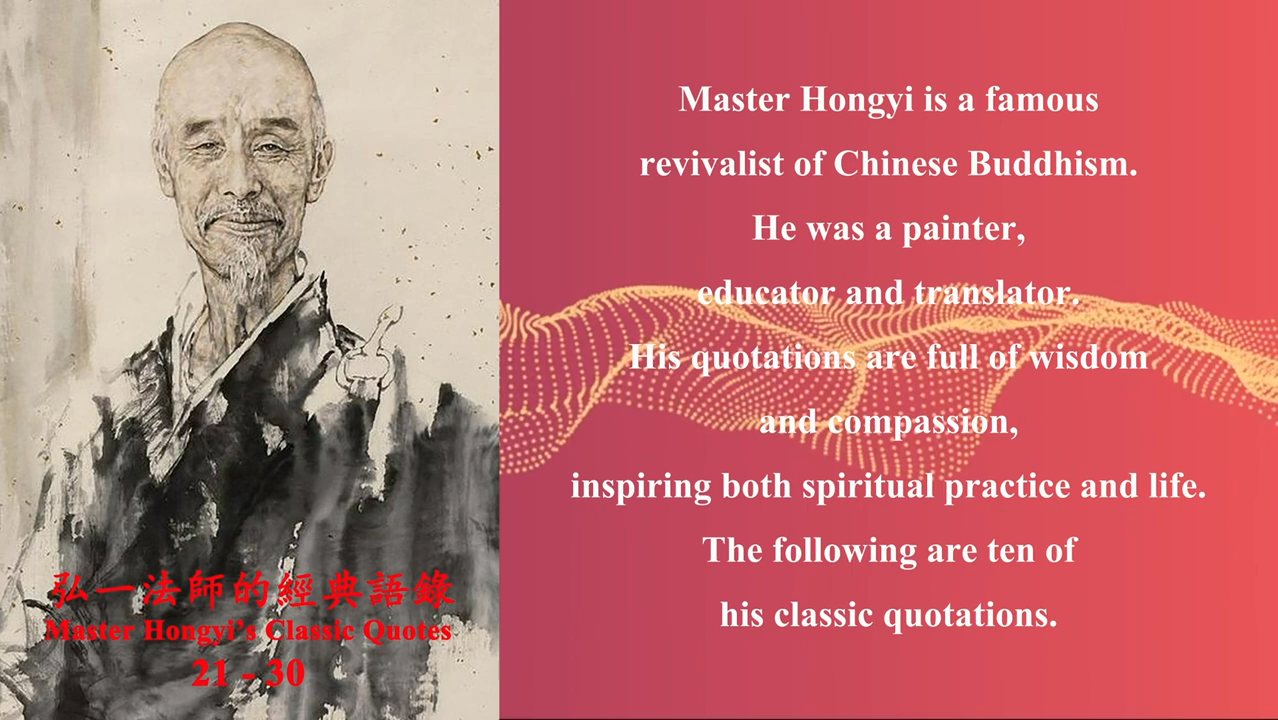 弘一法師的經典語錄
Master Hongyi's Classic Quotes
21 - 30
Master Hongyi is a famous
revivalist of Chinese Buddhism.
He was a painter,
educator and translator.
His quotations are full of wisdom
and compassion,
inspiring both spiritual practice and life.
The following are ten of
his classic quotations.